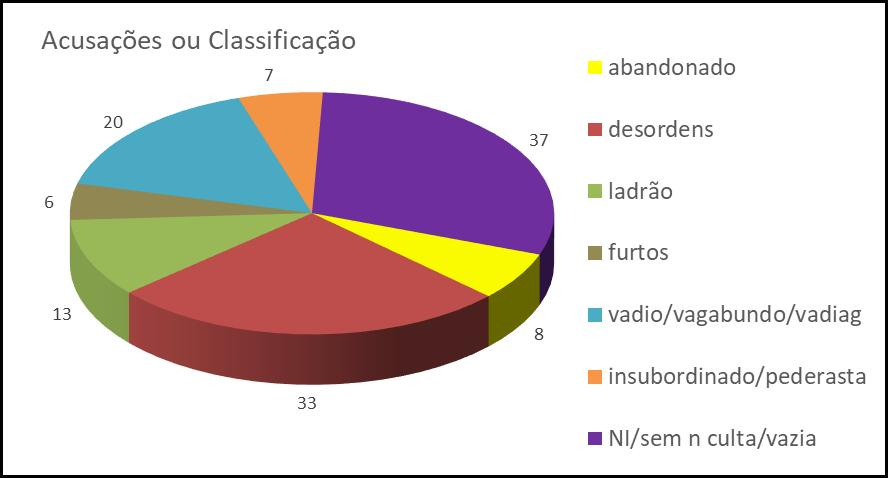 Acusações ou Classificação
7
20
37
6
13
8
33
abandonado
desordens
ladrão
furtos
vadio/vagabundo/vadiag
insubordinado/pederasta
NI/sem n culta/vazia